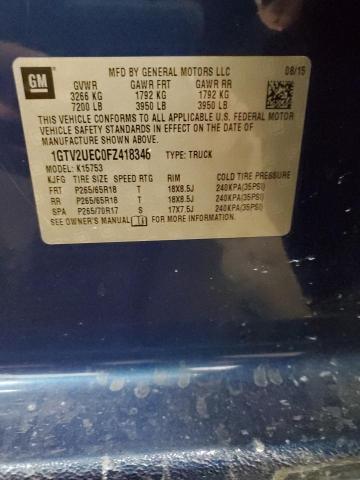 GM
MFD BY GENERAL MOTORS LLC 08/15
GVWR GAWR FRT GAWR RR
3266 KG 1792 KG 1792 KG
7200 LB 3950 LB 3950 LB
THIS VEHICLE CONFORMS TO ALL APPLICABLE U.S. FEDERAL MOTOR
VEHICLE SAFETY STANDARDS IN EFFECT ON THE DATE OF
MANUFACTURE SHOWN ABOVE.
1GTV2UEC0FZ418346 TYPE: TRUCK
MODEL: K15753
KJFG TIRE SIZE SPEED RTG RIM COLD TIRE PRESSURE
FRT P265/65R18 T 18X8.5J 240KPA(35PSI)
RR P265/65R18 T 18X8.5J 240KPA(35PSI)
SPA P265/70R17 S 17X7.5J 240KPA(35PSI)
SEE OWNER'S MANUAL FOR MORE INFORMATION.